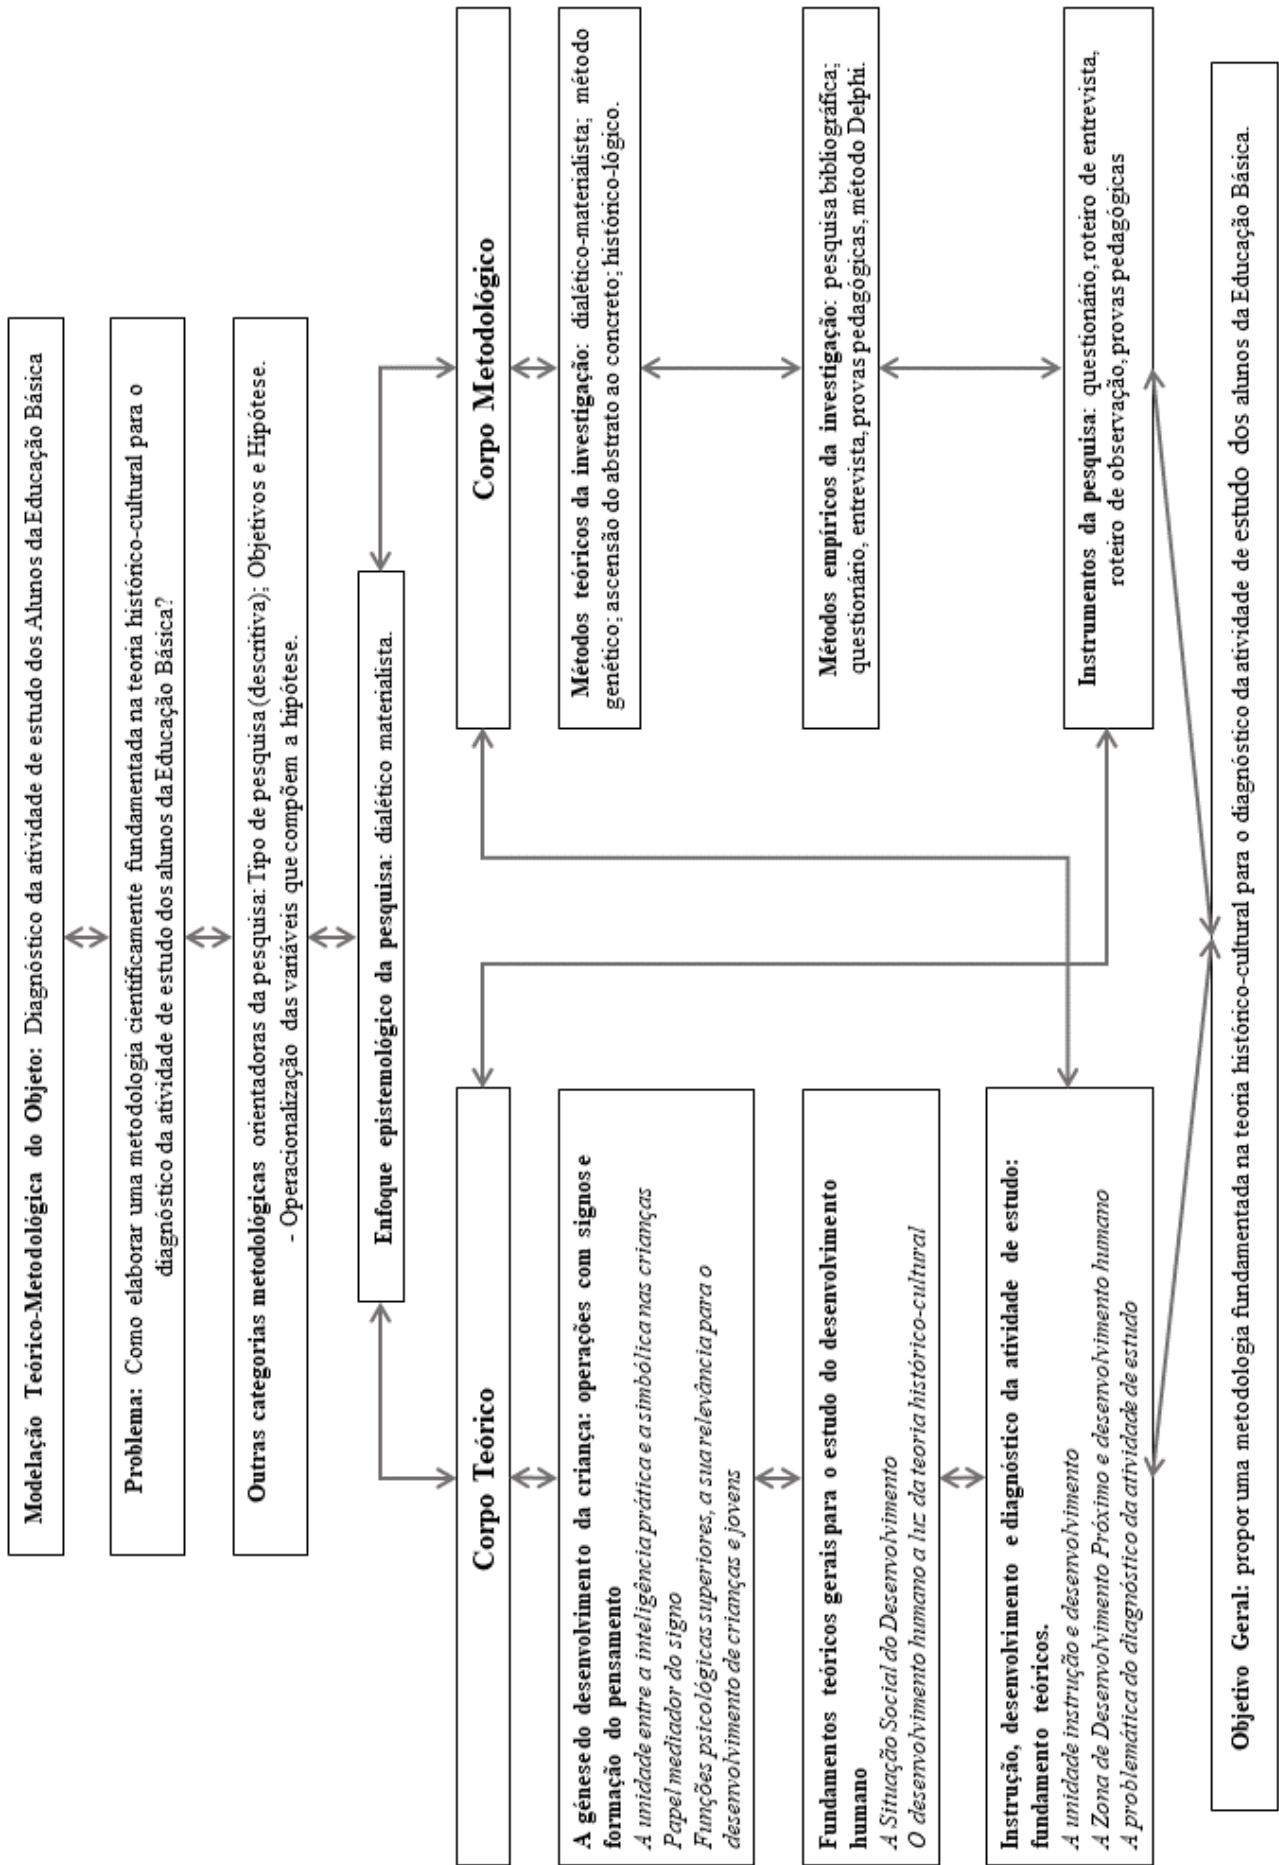 Modelação Teórico-Metodológica do Objeto: Diagnóstico da atividade de estudo dos Alunos da Educação Básica
Problema: Como elaborar uma metodologia cientificamente fundamentada na teoria histórico-cultural para o
diagnóstico da atividade de estudo dos alunos da Educação Básica?
Outras categorias metodológicas orientadoras da pesquisa: Tipo de pesquisa (descritiva); Objetivos e Hipótese.
- Operacionalização das variáveis que compõem a hipótese.
Enfoque epistemológico da pesquisa: dialético materialista.
Corpo Teórico
A gênese do desenvolvimento da criança: operações com signos e
formação do pensamento
A unidade entre a inteligência prática e a simbólica nas crianças
Papel mediador do signo
Funções psicológicas superiores, a sua relevância para o
desenvolvimento de crianças e jovens
Fundamentos teóricos gerais para o estudo do desenvolvimento
humano
A Situação Social do Desenvolvimento
O desenvolvimento humano a luz da teoria histórico-cultural
Instrução, desenvolvimento e diagnóstico da atividade de estudo:
fundamento teóricos.
A unidade instrução e desenvolvimento
A Zona de Desenvolvimento Próximo e desenvolvimento humano
A problemática do diagnóstico da atividade de estudo
Corpo Metodológico
Métodos teóricos da investigação: dialético-materialista; método
genético; ascensão do abstrato ao concreto; histórico-lógico.
Métodos empíricos da investigação: pesquisa bibliográfica;
questionário, entrevista, provas pedagógicas, método Delphi.
Instrumentos da pesquisa: questionário, roteiro de entrevista,
roteiro de observação, provas pedagógicas
Objetivo Geral: propor uma metodologia fundamentada na teoria histórico-cultural para o diagnóstico da atividade de estudo dos alunos da Educação Básica.